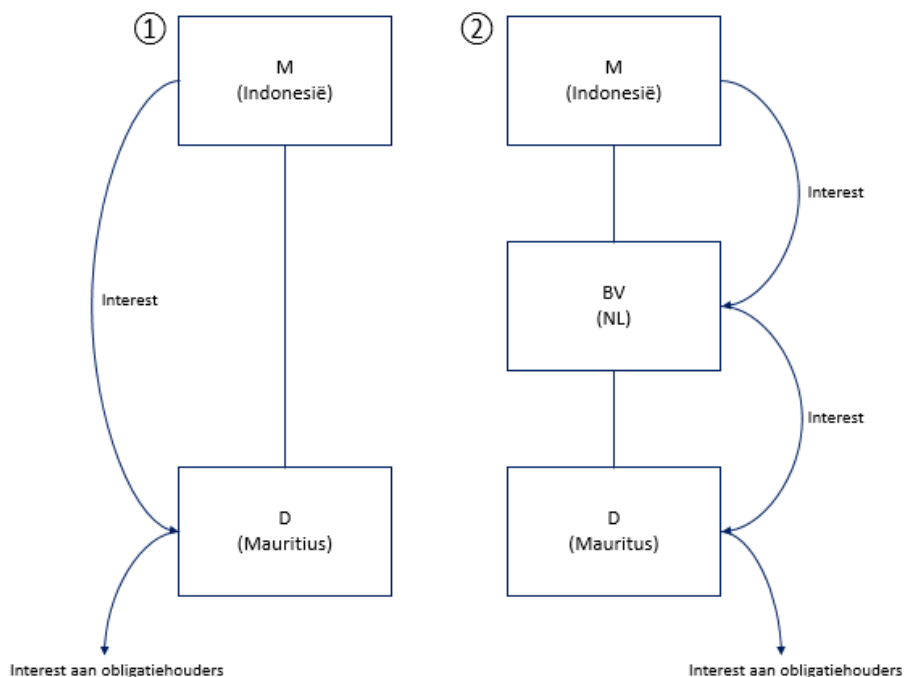 ①
M
(Indonesië)
Interest
D
(Mauritius)
Interest aan obligatiehouders
②
M
(Indonesië)
Interest
BV
(NL)
Interest
D
(Mauritus)
Interest aan obligatiehouders